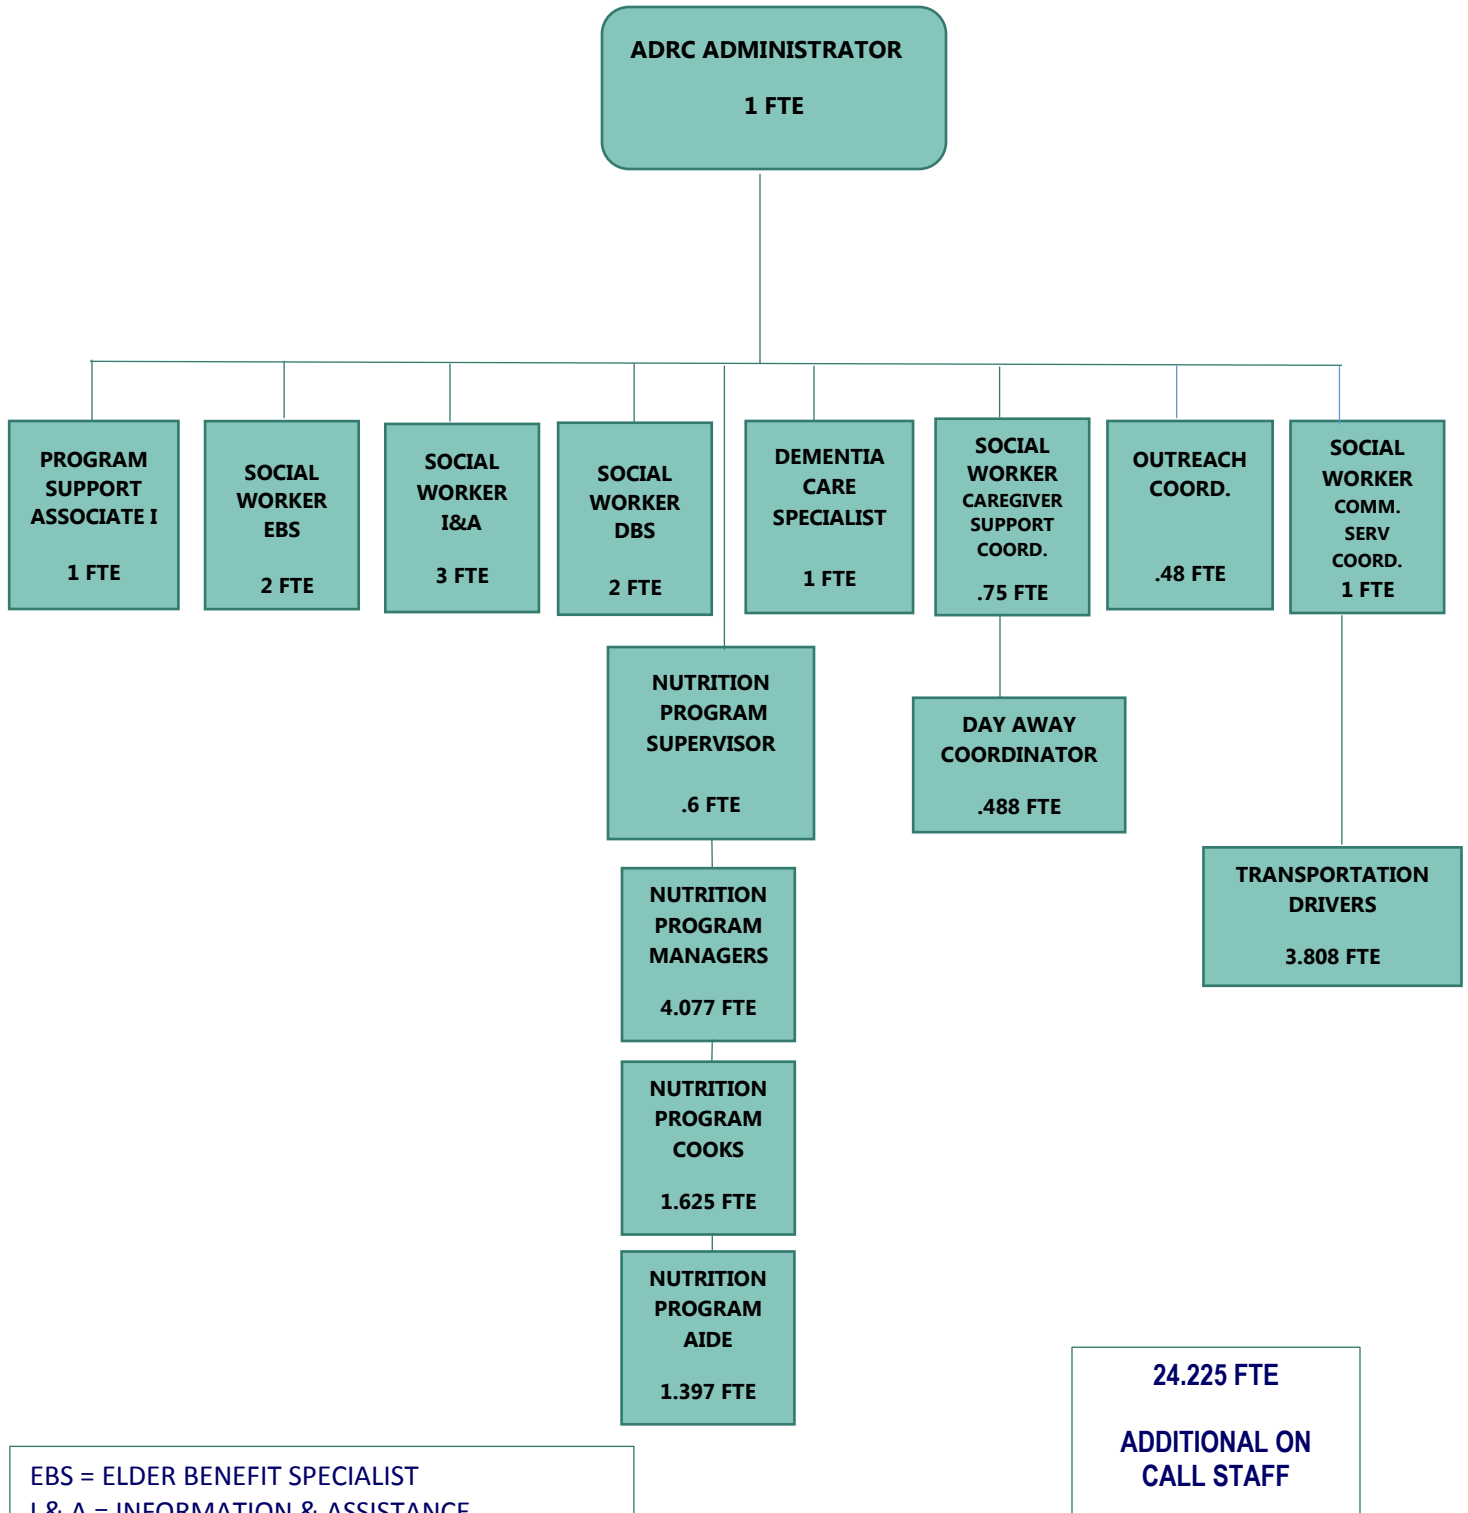 ADRC ADMINISTRATOR
1 FTE
PROGRAM
SUPPORT
ASSOCIATE I
1 FTE
SOCIAL
WORKER
EBS
2 FTE
SOCIAL
WORKER
I&A
3 FTE
SOCIAL
WORKER
DBS
2 FTE
DEMENTIA
CARE
SPECIALIST
1 FTE
SOCIAL
WORKER
CAREGIVER
SUPPORT
COORD.
.75 FTE
OUTREACH
COORD.
.48 FTE
SOCIAL
WORKER
COMM.
SERV
COORD.
1 FTE
NUTRITION
PROGRAM
SUPERVISOR
.6 FTE
DAY AWAY
COORDINATOR
.488 FTE
TRANSPORTATION
DRIVERS
3.808 FTE
NUTRITION
PROGRAM
MANAGERS
4.077 FTE
NUTRITION
PROGRAM
COOKS
1.625 FTE
NUTRITION
PROGRAM
AIDE
1.397 FTE
24.225 FTE
ADDITIONAL ON
CALL STAFF
EBS = ELDER BENEFIT SPECIALIST
I & A = INFORMATION & ASSISTANCE